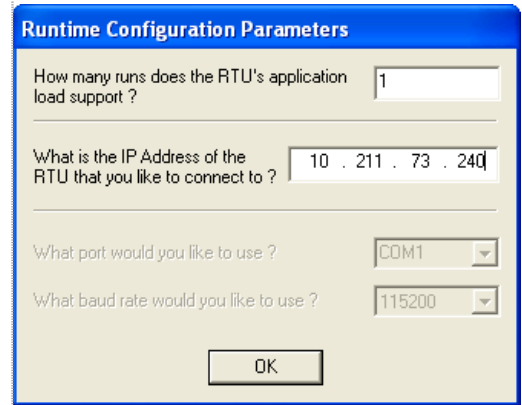 Runtime Configuration Parameters
How many runs does the RTU's application
load support ?
1
What is the IP Address of the
RTU that you like to connect to ?
10 . 211 . 73 . 240
What port would you like to use ?
COM1
What baud rate would you like to use ?
115200
OK